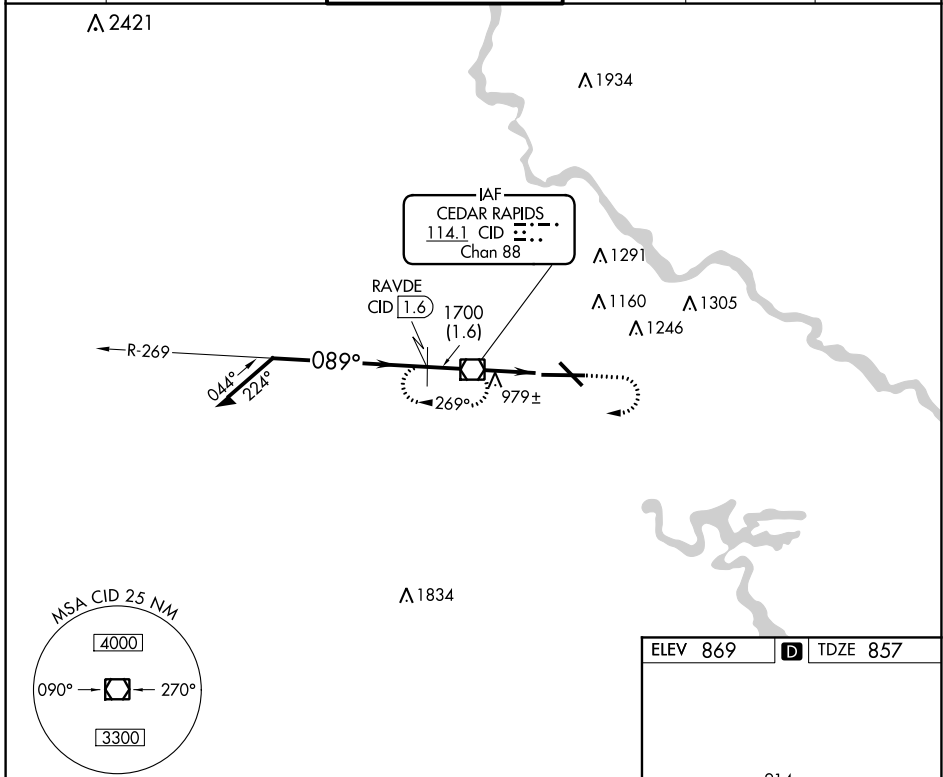 2421
1934
IAF
CEDAR RAPIDS
114.1 CID
Chan 88
1291
RAVDE
CID 1.6
1700
(1.6)
1160
1305
1246
R-269
089°
044°
224°
269°
979±
1834
MSA CID 25 NM
4000
090° 270°
3300
ELEV 869 D TDZE 857